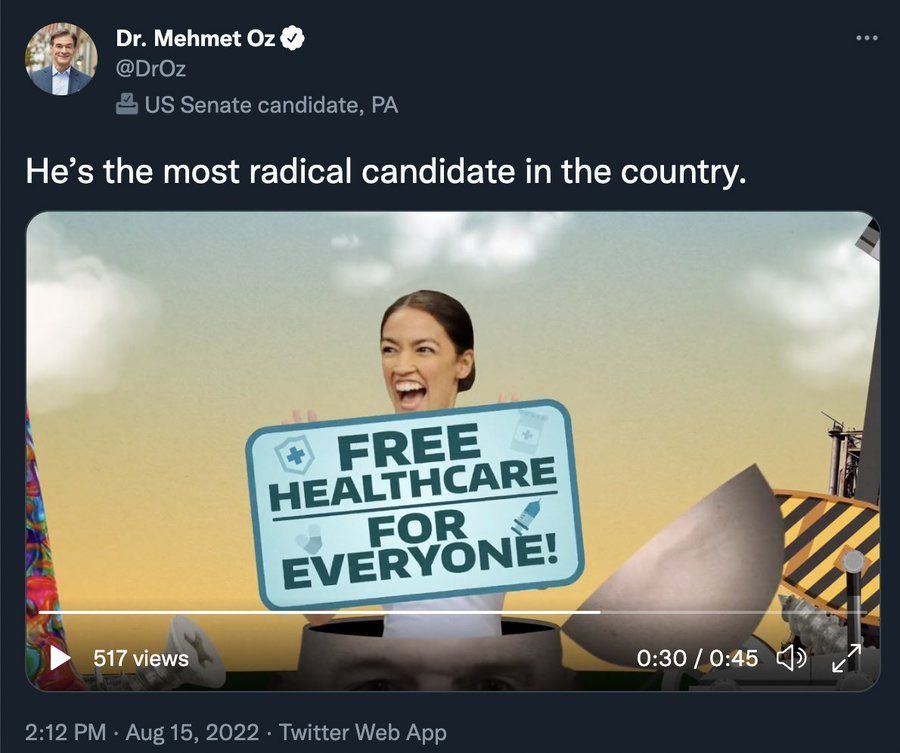 Dr. Mehmet Oz
@DrOz
US Senate candidate, PA
He’s the most radical candidate in the country.
FREE
HEALTHCARE
FOR
EVERYONE!
517 views
0:30 / 0:45
2:12 PM · Aug 15, 2022 · Twitter Web App